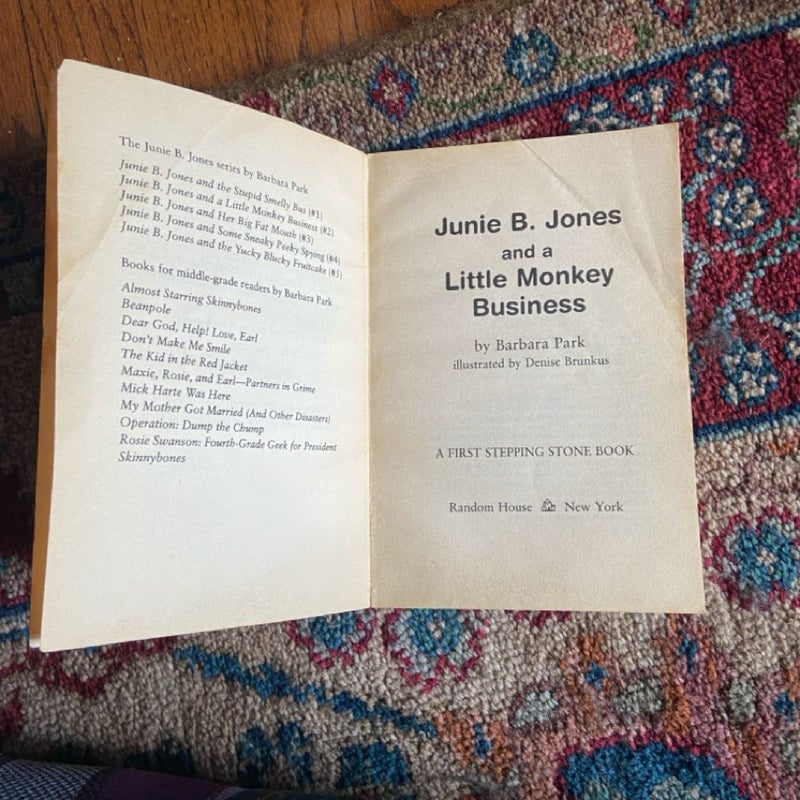 The Junie B. Jones series by Barbara Park
Junie B. Jones and the Stupid Smelly Bus (#1)
Junie B. Jones and a Little Monkey Business (#2)
Junie B. Jones and Her Big Fat Mouth (#3)
Junie B. Jones and Some Sneaky Peeky Spying (#4)
Junie B. Jones and the Yucky Blucky Fruitcake (#5)
Books for middle-grade readers by Barbara Park
Almost Starring Skinnybones
Beanpole
Dear God, Help! Love, Earl
Don't Make Me Smile
The Kid in the Red Jacket
Maxie, Rosie, and Earl—Partners in Grime
Mick Harte Was Here
My Mother Got Married (And Other Disasters)
Operation: Dump the Chump
Rosie Swanson: Fourth-Grade Geek for President
Skinnybones
Junie B. Jones
and a
Little Monkey
Business
by Barbara Park
illustrated by Denise Brunkus
A FIRST STEPPING STONE BOOK
Random House New York